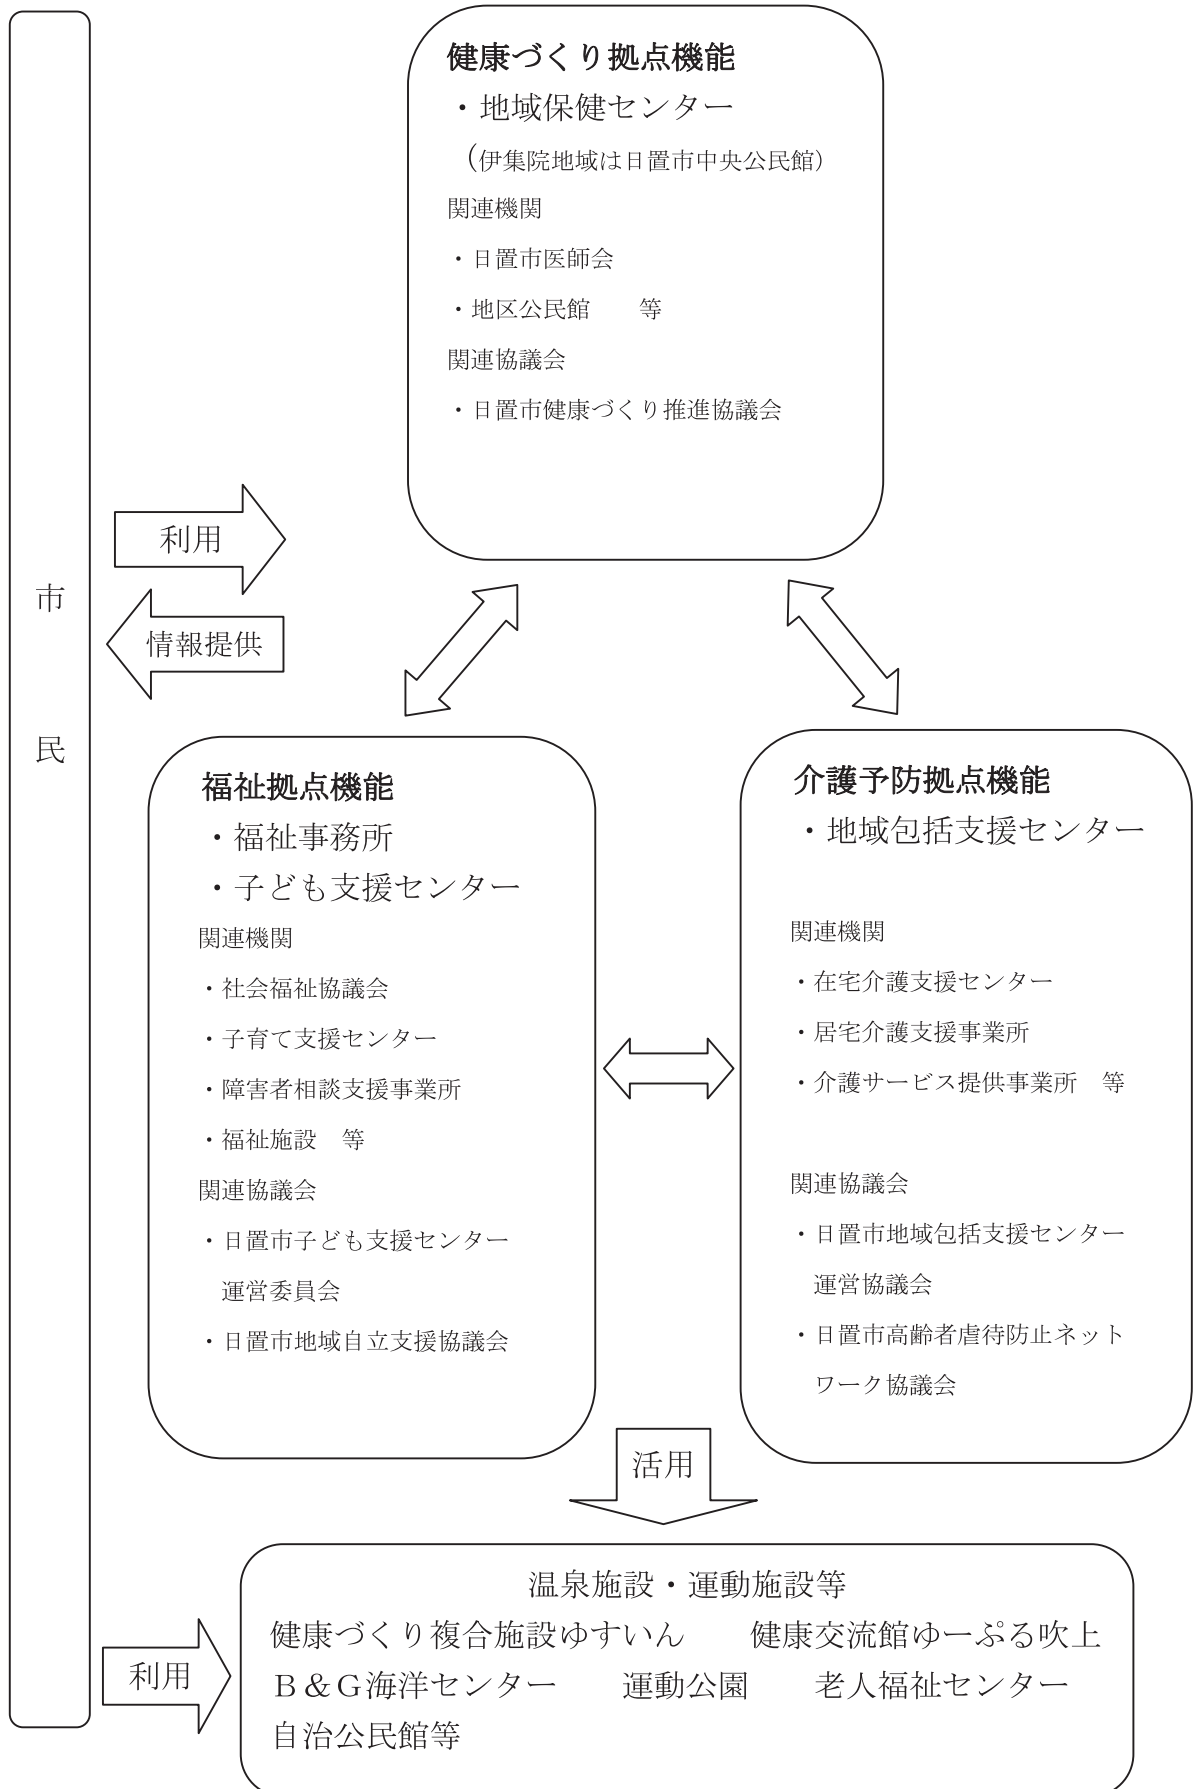 健康づくり拠点機能
・地域保健センター
（伊集院地域は日置市中央公民館）
関連機関
・日置市医師会
・地区公民館　　等
関連協議会
・日置市健康づくり推進協議会
利用
情報提供
市
民
福祉拠点機能
・福祉事務所
・子ども支援センター
関連機関
・社会福祉協議会
・子育て支援センター
・障害者相談支援事業所
・福祉施設　等
関連協議会
・日置市子ども支援センター
運営委員会
・日置市地域自立支援協議会
介護予防拠点機能
・地域包括支援センター
関連機関
・在宅介護支援センター
・居宅介護支援事業所
・介護サービス提供事業所　等
関連協議会
・日置市地域包括支援センター
運営協議会
・日置市高齢者虐待防止ネット
ワーク協議会
活用
利用
温泉施設・運動施設等
健康づくり複合施設ゆすいん　　健康交流館ゆーぷる吹上
Ｂ＆Ｇ海洋センター　　運動公園　　老人福祉センター
自治公民館等